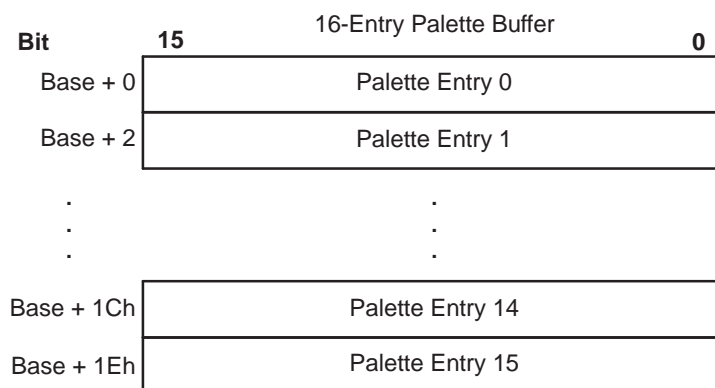 16-Entry Palette Buffer
Bit 15 0
Base + 0 Palette Entry 0
Base + 2 Palette Entry 1
. .
. .
. .
Base + 1Ch Palette Entry 14
Base + 1Eh Palette Entry 15